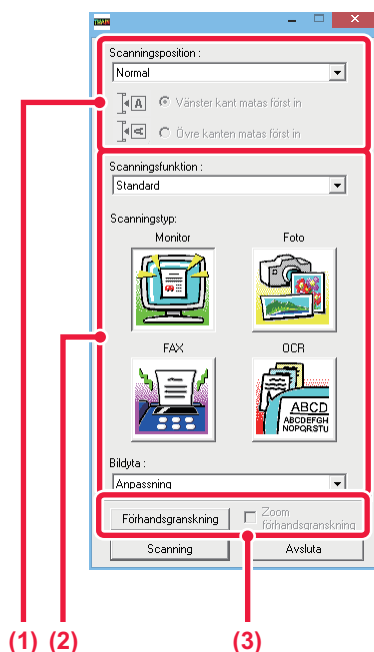 Scanningsposition :
Normal
A
Vänster kant matas först in
A
Övre kanten matas först in
Scanningsfunktion :
Standard
Scanningstyp:
Monitor Foto
FAX OCR
ABCD
ABCDEFGH
NOPQRSTU
Bildyta :
Anpassning
Förhandsgranskning
Zoom
förhandsgranskning
Scanning Avsluta
(1) (2) (3)